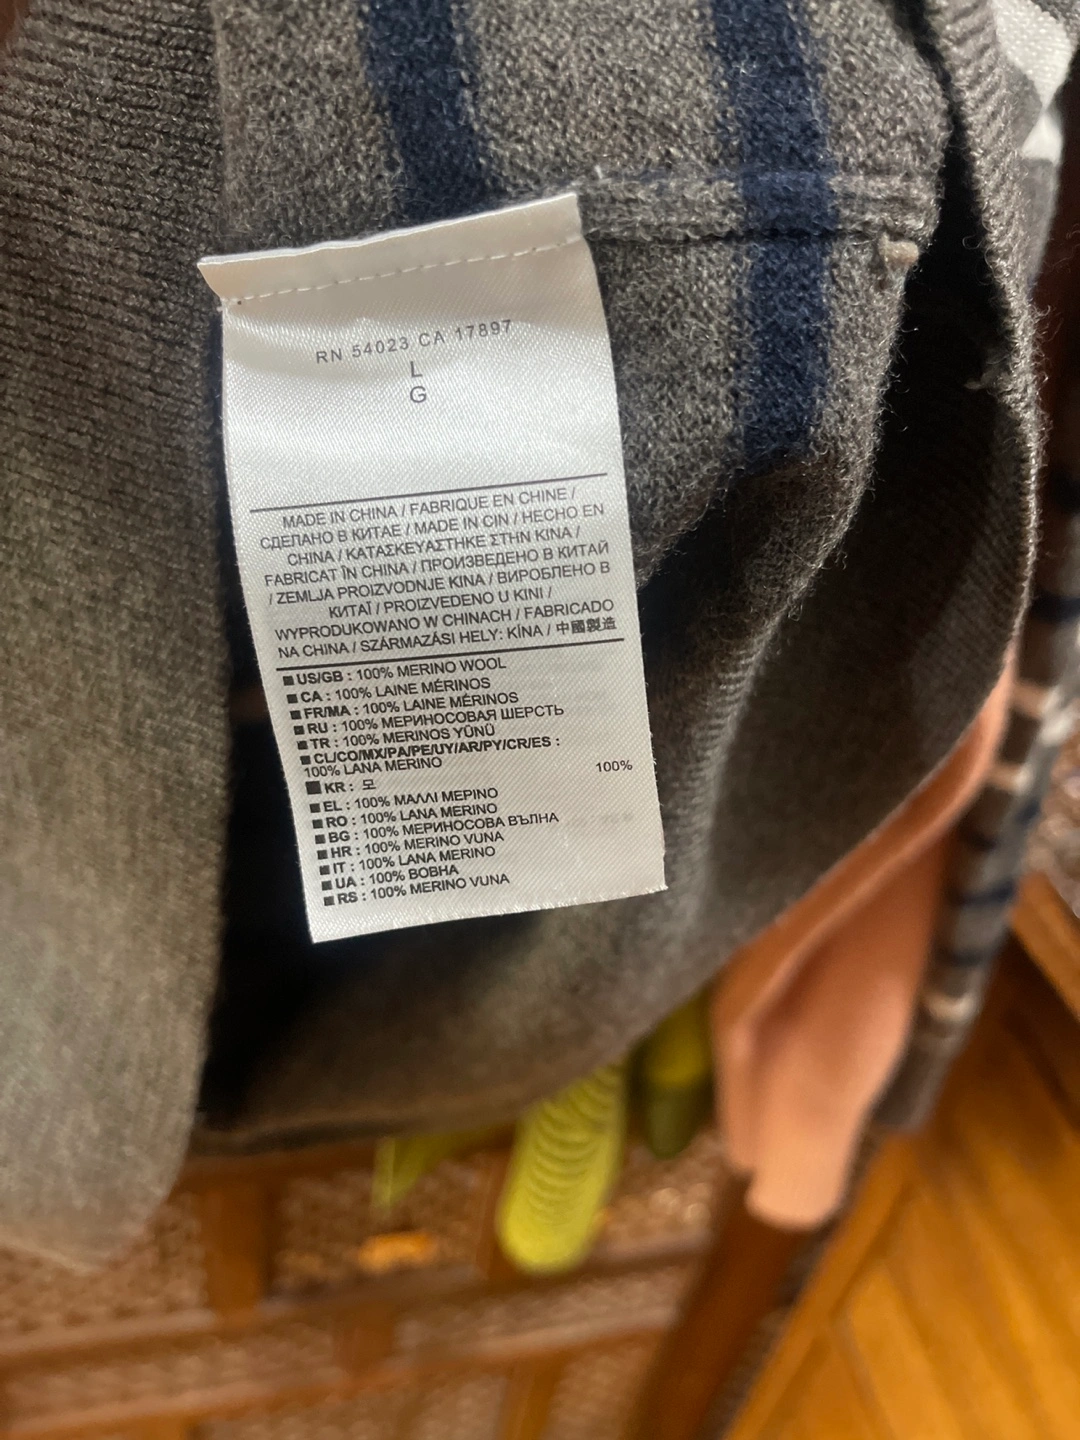 RN 54023 CA 17897
L
G
MADE IN CHINA / FABRIQUE EN CHINE /
СДЕЛАНО В КИТАЕ / MADE IN CIN / HECHO EN
CHINA / ΚΑΤΑΣΚΕΥΑΣΤΗΚΕ ΣΤΗΝ ΚΙΝΑ /
FABRICAT ÎN CHINA / ПРОИЗВЕДЕНО В КИТАЙ
/ ZEMLJA PROIZVODNJE KINA / ВИРОБЛЕНО В
КИТАЇ / PROIZVEDENO U KINI /
WYPRODUKOWANO W CHINACH / FABRICADO
NA CHINA / SZÁRMAZÁSI HELY: KÍNA / 中國製造
■ US/GB : 100% MERINO WOOL
■ CA : 100% LAINE MÉRINOS
■ FR/MA : 100% LAINE MÉRINOS
■ RU : 100% МЕРИНОСОВАЯ ШЕРСТЬ
■ TR : 100% MERINOS YÜNÜ
■ CL/CO/MX/PA/PE/UY/AR/PY/CR/ES :
100% LANA MERINO
■ KR : 모 100%
■ EL : 100% ΜΑΛΛΙ ΜΕΡΙΝΟ
■ RO : 100% LANA MERINO
■ BG : 100% МЕРИНОСОВА ВЪЛНА
■ HR : 100% MERINO VUNA
■ IT : 100% LANA MERINO
■ UA : 100% ВОВНА
■ RS : 100% MERINO VUNA